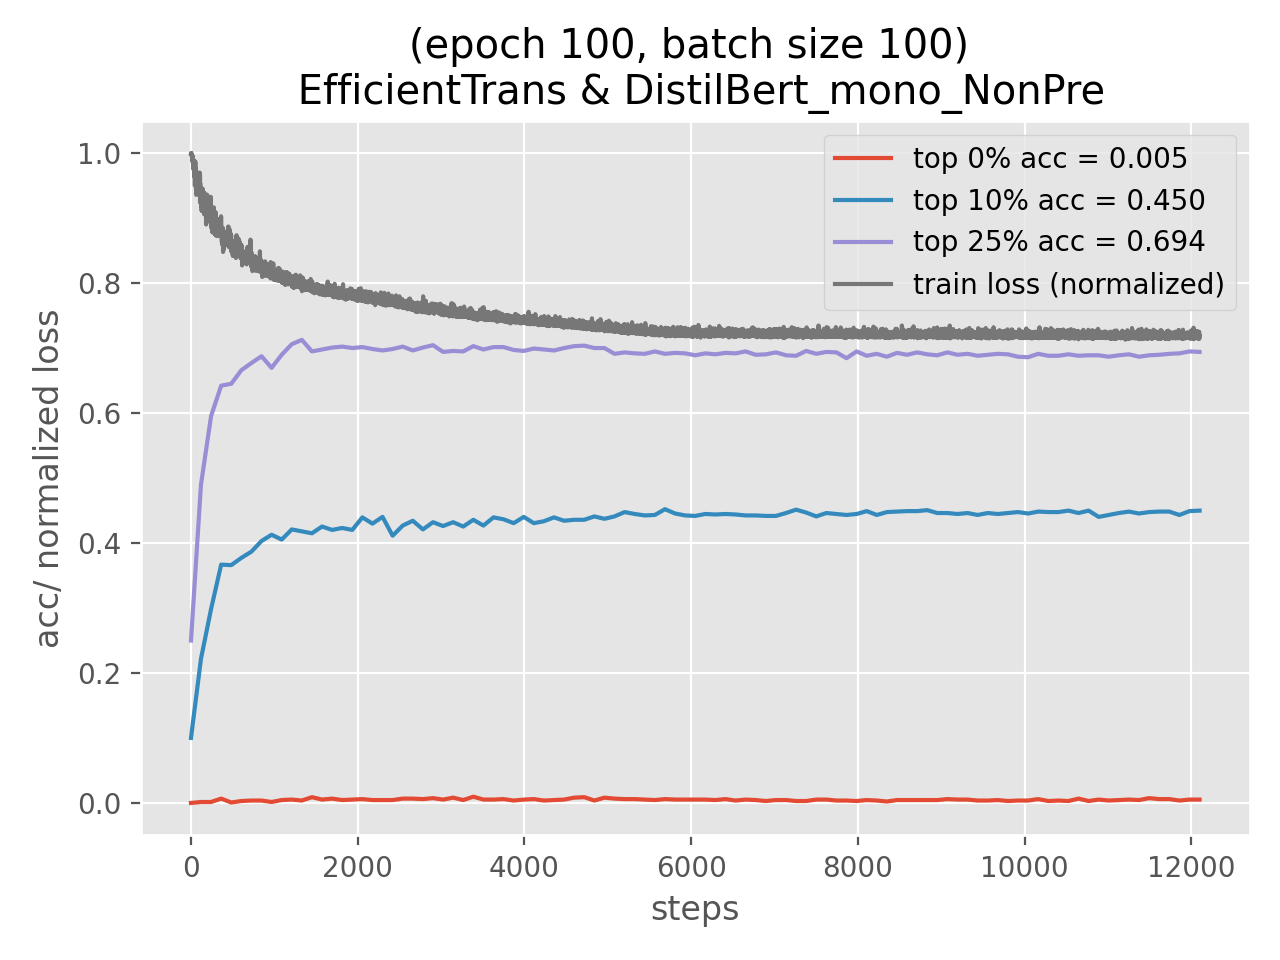 (epoch 100, batch size 100)
EfficientTrans & DistilBert_mono_NonPre
top 0% acc = 0.005
top 10% acc = 0.450
top 25% acc = 0.694
train loss (normalized)
acc/ normalized loss
1.0
0.8
0.6
0.4
0.2
0.0
0 2000 4000 6000 8000 10000 12000
steps